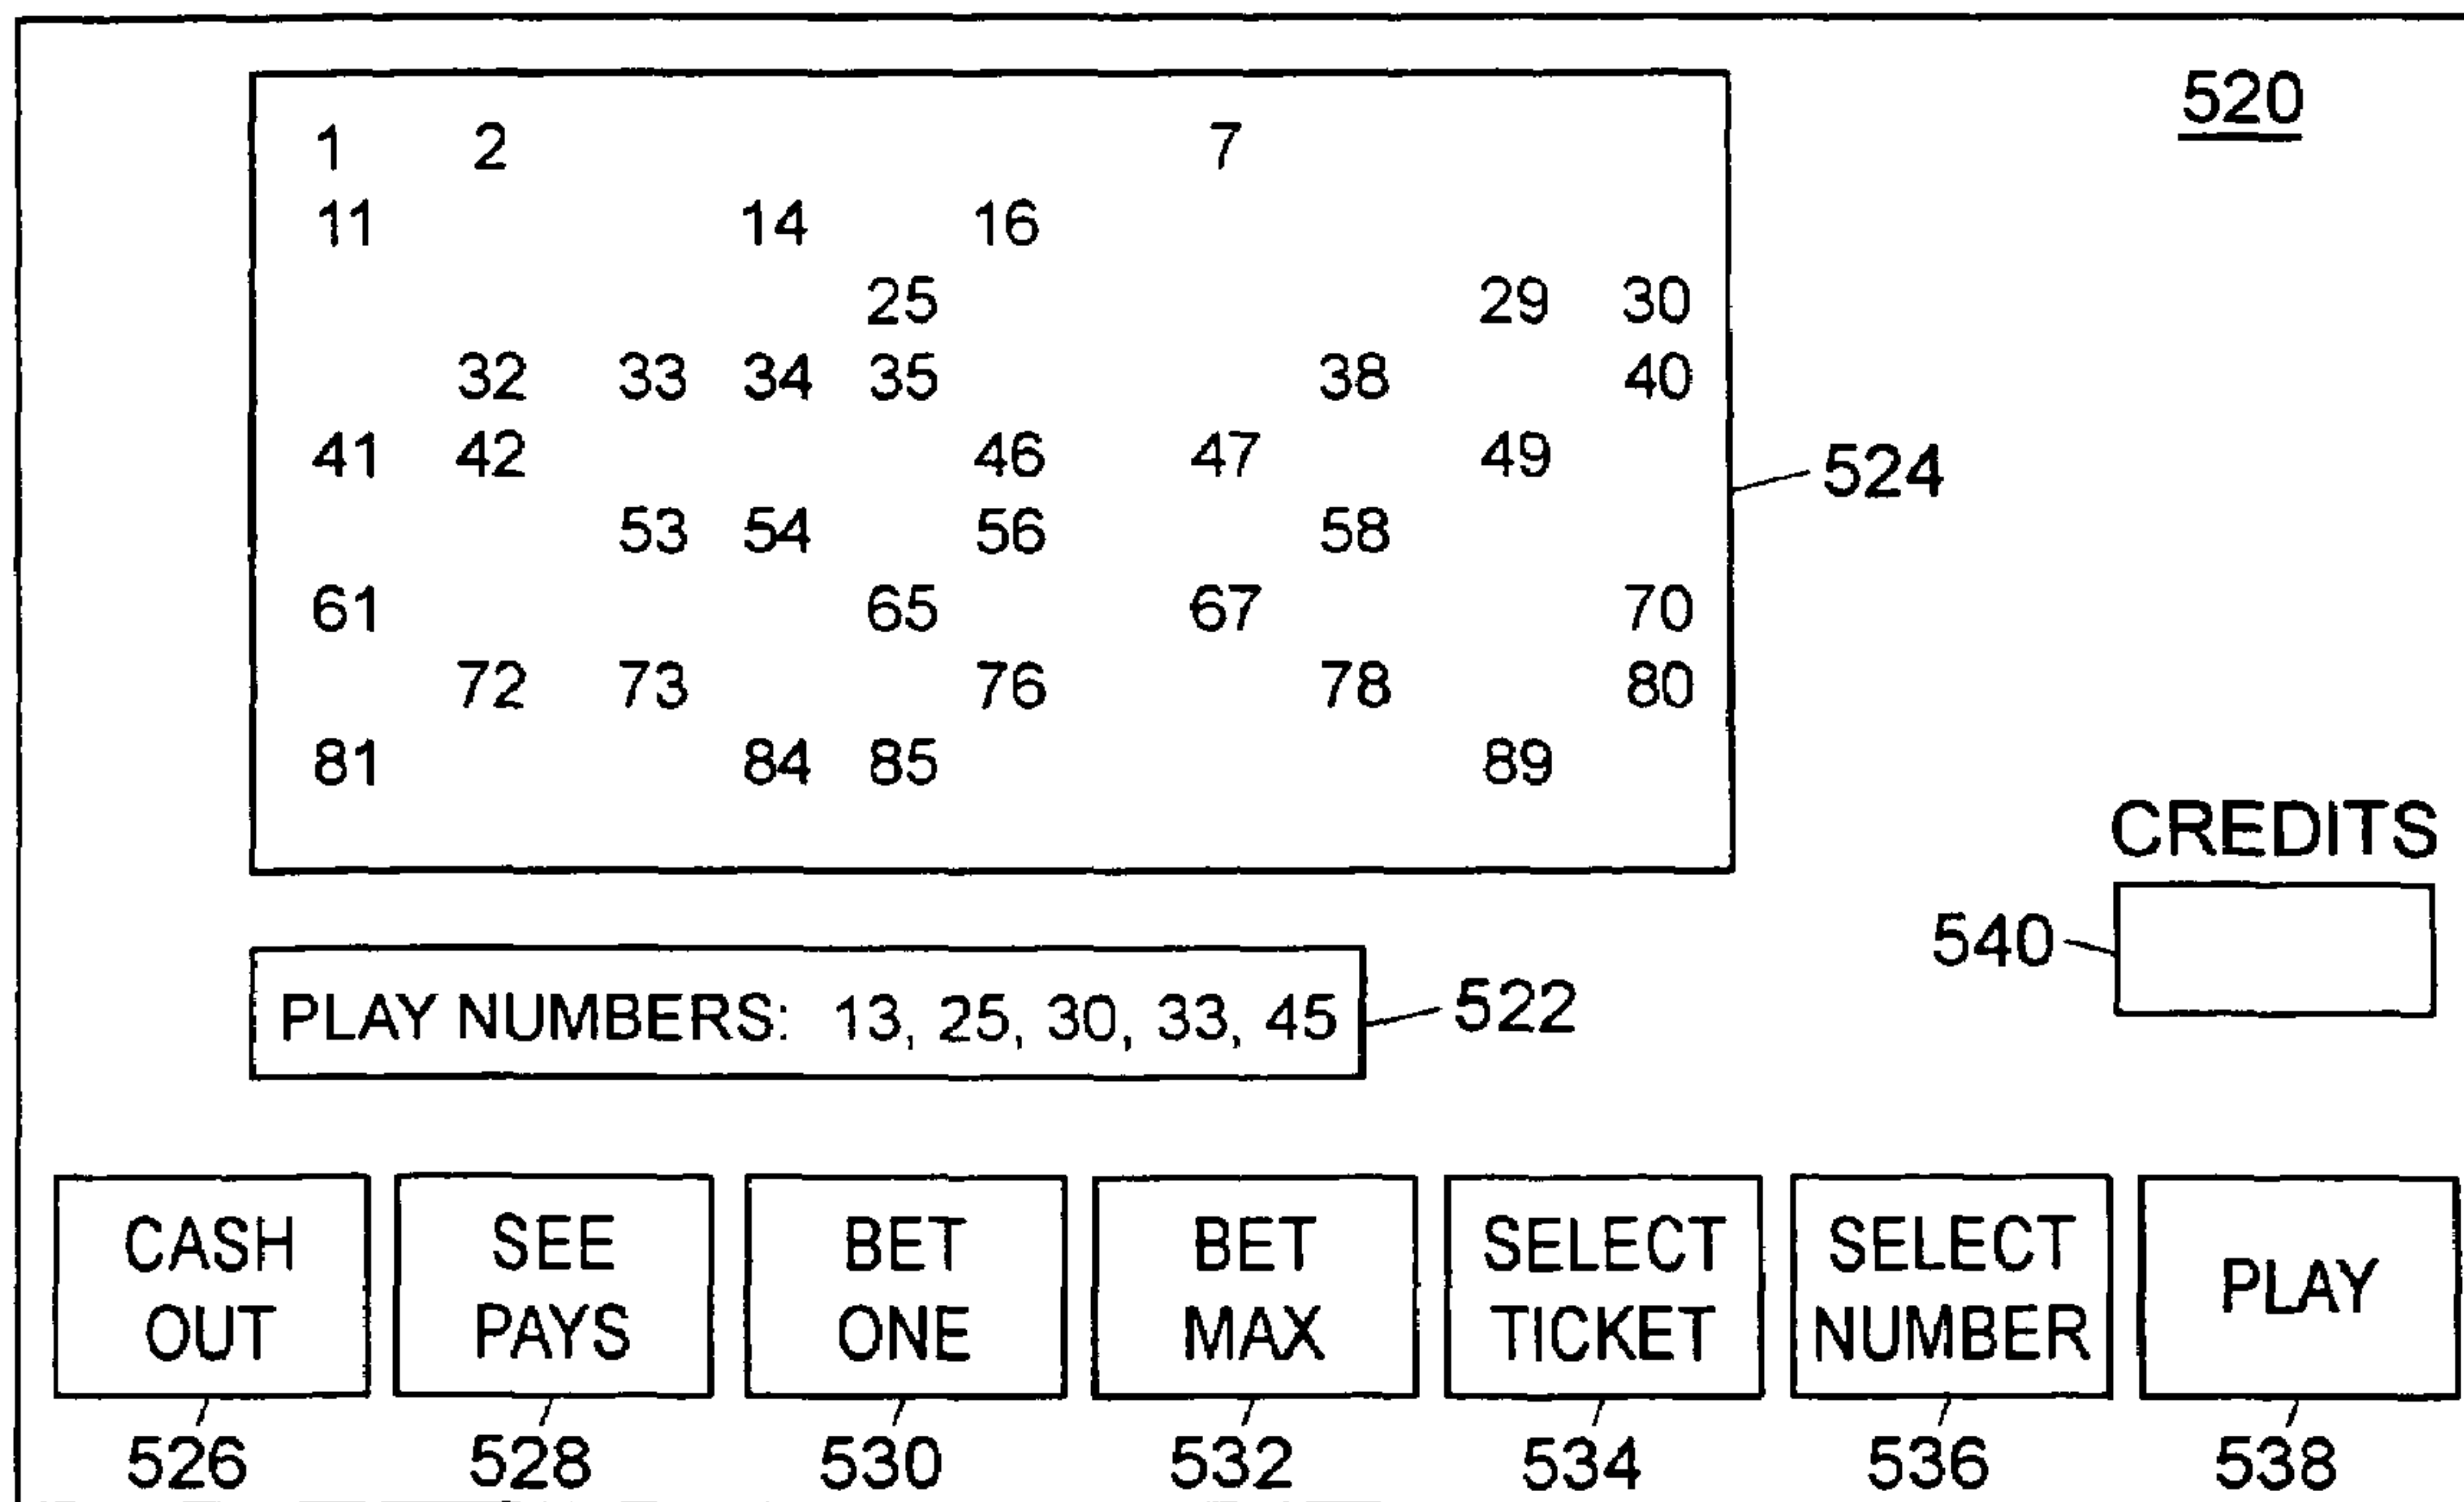 520
1 2 7
11 14 16
25 29 30
32 33 34 35 38 40
41 42 46 47 49
524
53 54 56 58
61 65 67 70
72 73 76 78 80
81 84 85 89
CREDITS
540
PLAY NUMBERS: 13, 25, 30, 33, 45
522
CASH
OUT
SEE
PAYS
BET
ONE
BET
MAX
SELECT
TICKET
SELECT
NUMBER
PLAY
526 528 530 532 534 536 538